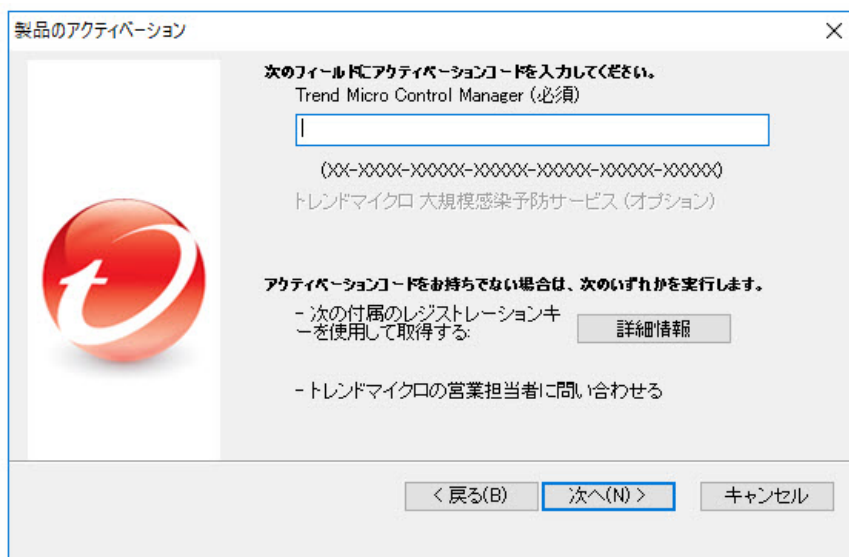 製品のアクティベーション
次のフィールドにアクティベーションコードを入力してください。
Trend Micro Control Manager (必須)
(XX-XXXX-XXXXX-XXXXX-XXXXX-XXXXX-XXXXX)
トレンドマイクロ 大規模感染予防サービス (オプション)
アクティベーションコードをお持ちでない場合は、次のいずれかを実行します。
- 次の付属のレジストレーションキ
ーを使用して取得する:
詳細情報
- トレンドマイクロの営業担当者に問い合わせる
< 戻る(B)
次へ(N) >
キャンセル